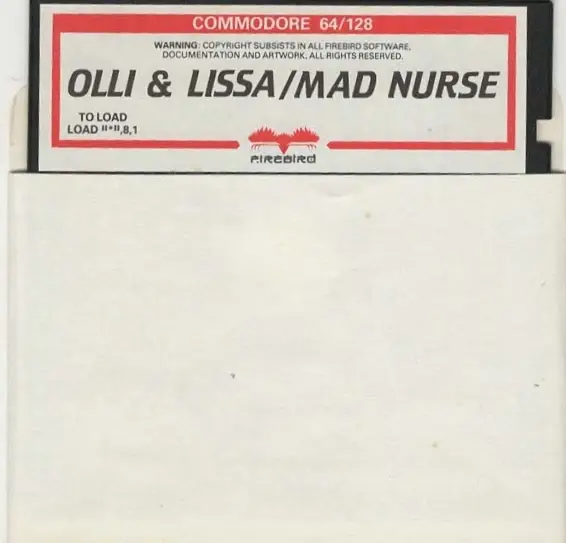 COMMODORE 64/128
WARNING: COPYRIGHT SUBSISTS IN ALL FIREBIRD SOFTWARE,
DOCUMENTATION AND ARTWORK. ALL RIGHTS RESERVED.
OLLI & LISSA/MAD NURSE
TO LOAD
LOAD "*",8,1
FIREBIRD